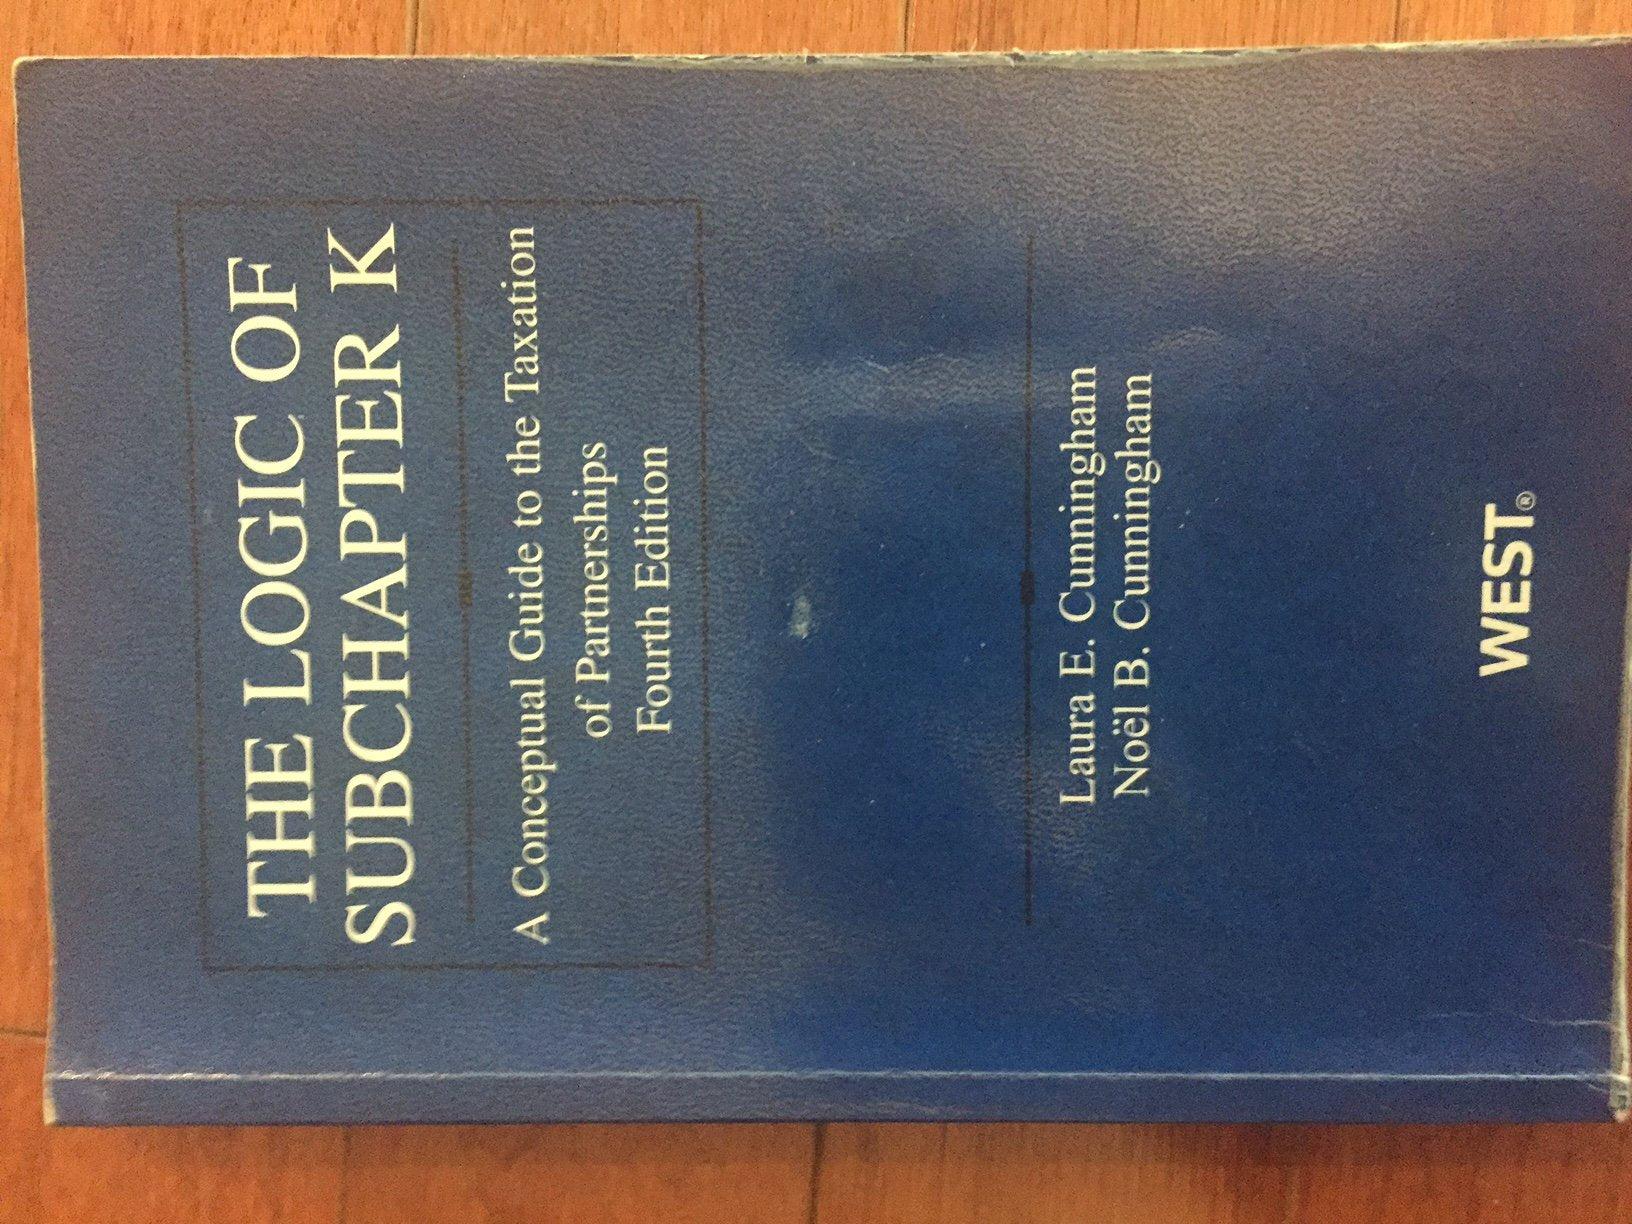 THE LOGIC OF
SUBCHAPTER K
A Conceptual Guide to the Taxation
of Partnerships
Fourth Edition
Laura E. Cunningham
Noël B. Cunningham
WEST®